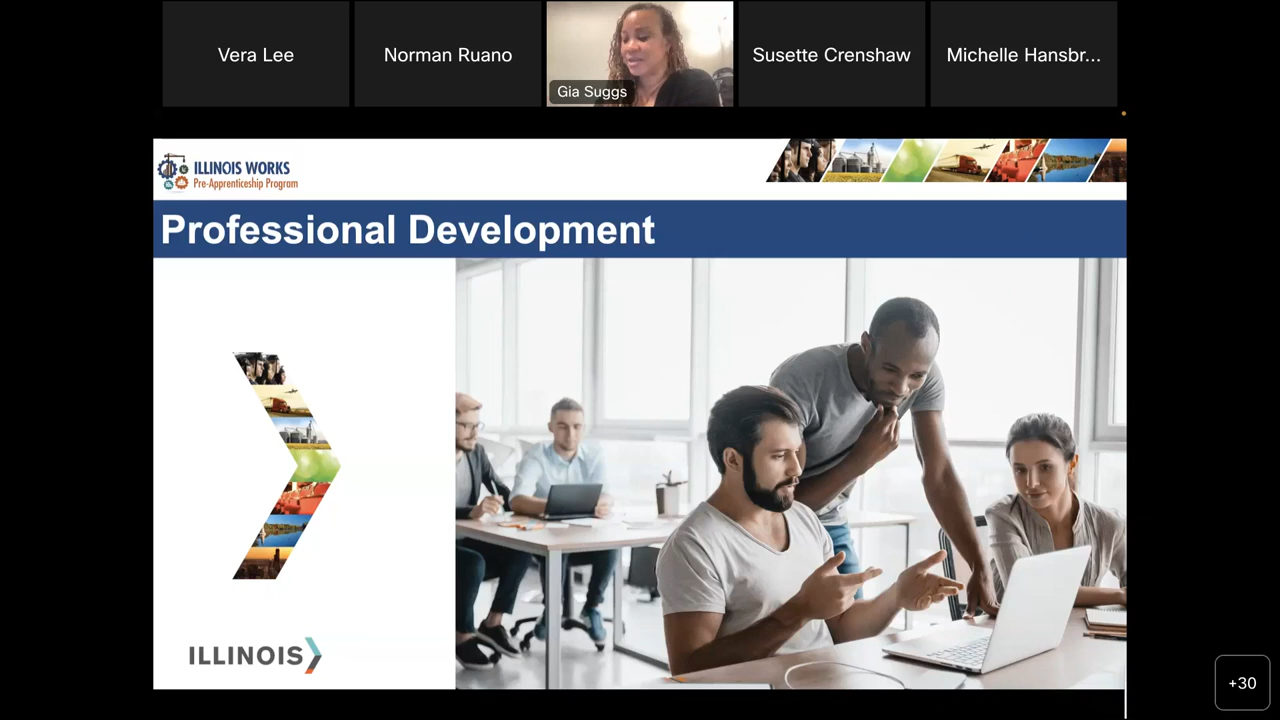 Vera Lee
Norman Ruano
Gia Suggs
Susette Crenshaw
Michelle Hansbr...
ILLINOIS WORKS
Pre-Apprenticeship Program
Professional Development
ILLINOIS
+30